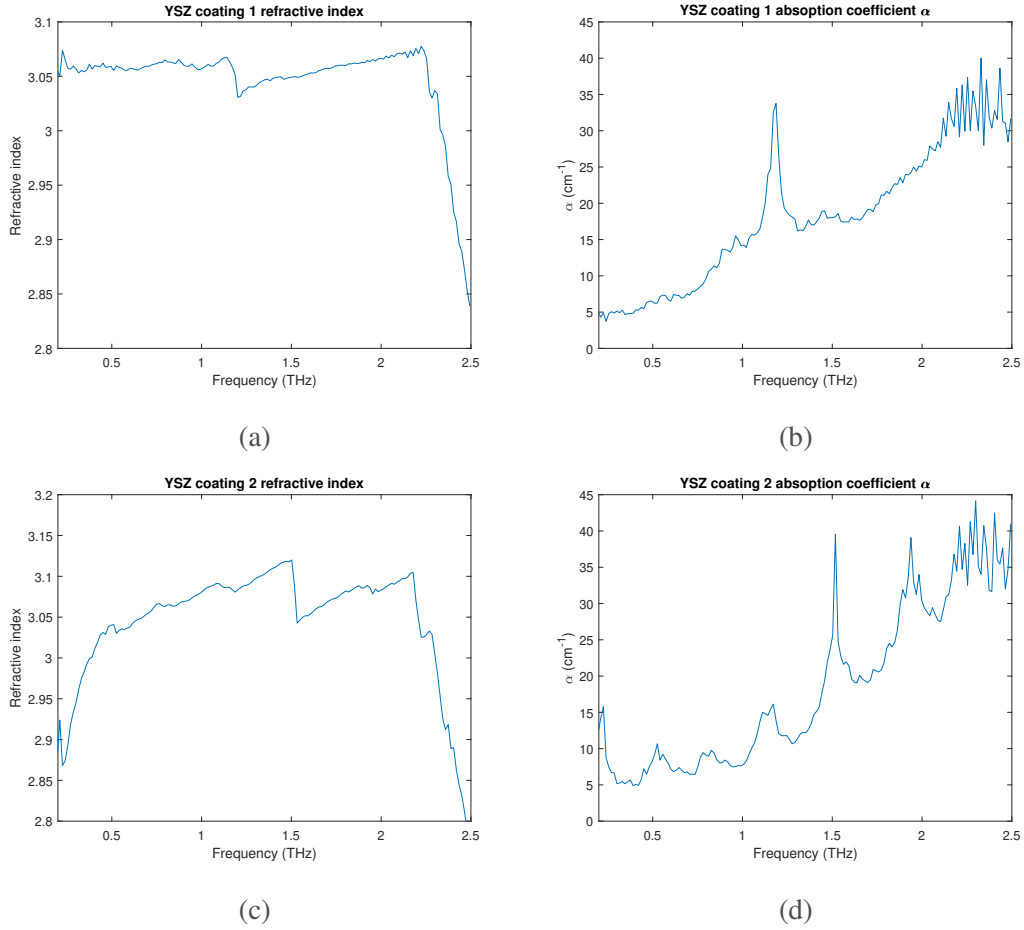 YSZ coating 1 refractive index
3.1
3.05
3
2.95
2.9
2.85
2.8
Refractive index
0.5 1 1.5 2 2.5
Frequency (THz)
(a)
YSZ coating 1 absoption coefficient α
45
40
35
30
25
20
15
10
5
0
α (cm⁻¹)
0.5 1 1.5 2 2.5
Frequency (THz)
(b)
YSZ coating 2 refractive index
3.2
3.15
3.1
3.05
3
2.95
2.9
2.85
2.8
Refractive index
0.5 1 1.5 2 2.5
Frequency (THz)
(c)
YSZ coating 2 absoption coefficient α
45
40
35
30
25
20
15
10
5
0
α (cm⁻¹)
0.5 1 1.5 2 2.5
Frequency (THz)
(d)